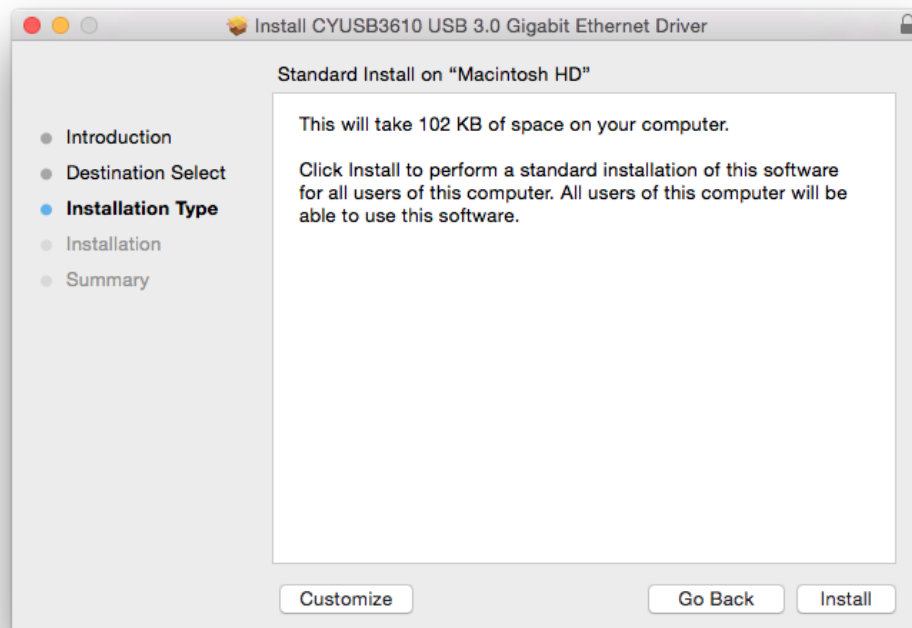 Install CYUSB3610 USB 3.0 Gigabit Ethernet Driver
Standard Install on “Macintosh HD”
Introduction
Destination Select
Installation Type
Installation
Summary
This will take 102 KB of space on your computer.
Click Install to perform a standard installation of this software
for all users of this computer. All users of this computer will be
able to use this software.
Customize
Go Back
Install